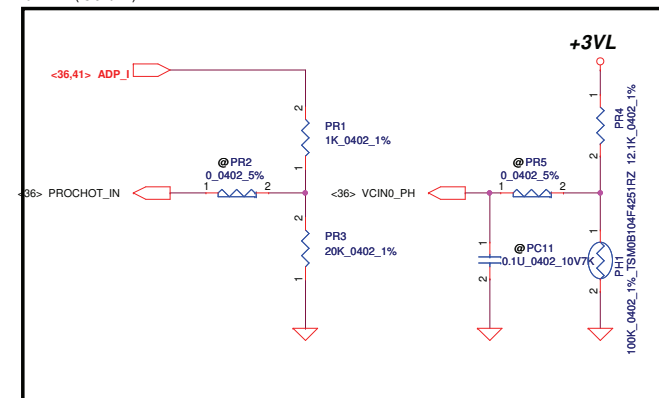 +3VL
<36,41> ADP_I
2
PR1
1K_0402_1%
1
1
PR4
12.1K_0402_1%
2
@PR2
0_0402_5%
36> PROCHOT_IN
1
2
@PR5
0_0402_5%
<36> VCIN0_PH
1
2
2
PR3
20K_0402_1%
1
1
@PC11
0.1U_0402_10V7K
2
1
PH1
100K_0402_1%_TSM0B104F4251RZ
2